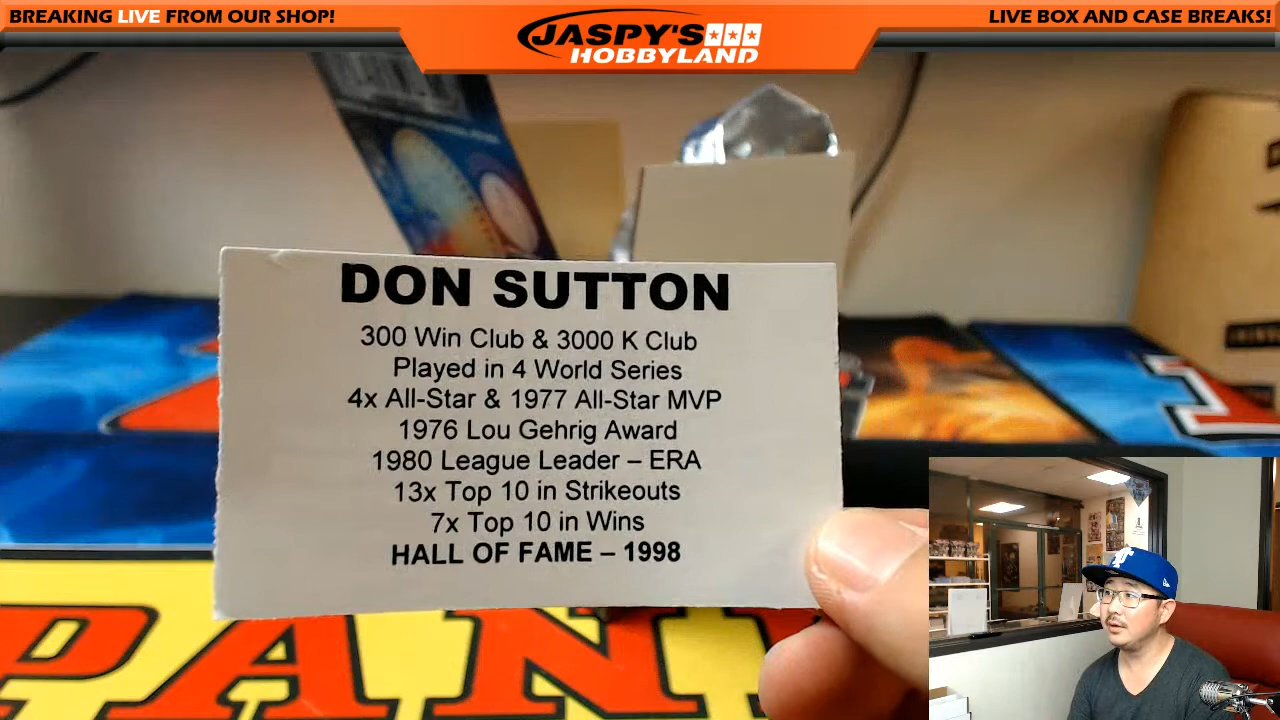 BREAKING LIVE FROM OUR SHOP!
JASPY'S
HOBBYLAND
LIVE BOX AND CASE BREAKS!
DON SUTTON
300 Win Club & 3000 K Club
Played in 4 World Series
4x All-Star & 1977 All-Star MVP
1976 Lou Gehrig Award
1980 League Leader – ERA
13x Top 10 in Strikeouts
7x Top 10 in Wins
HALL OF FAME – 1998
PANI